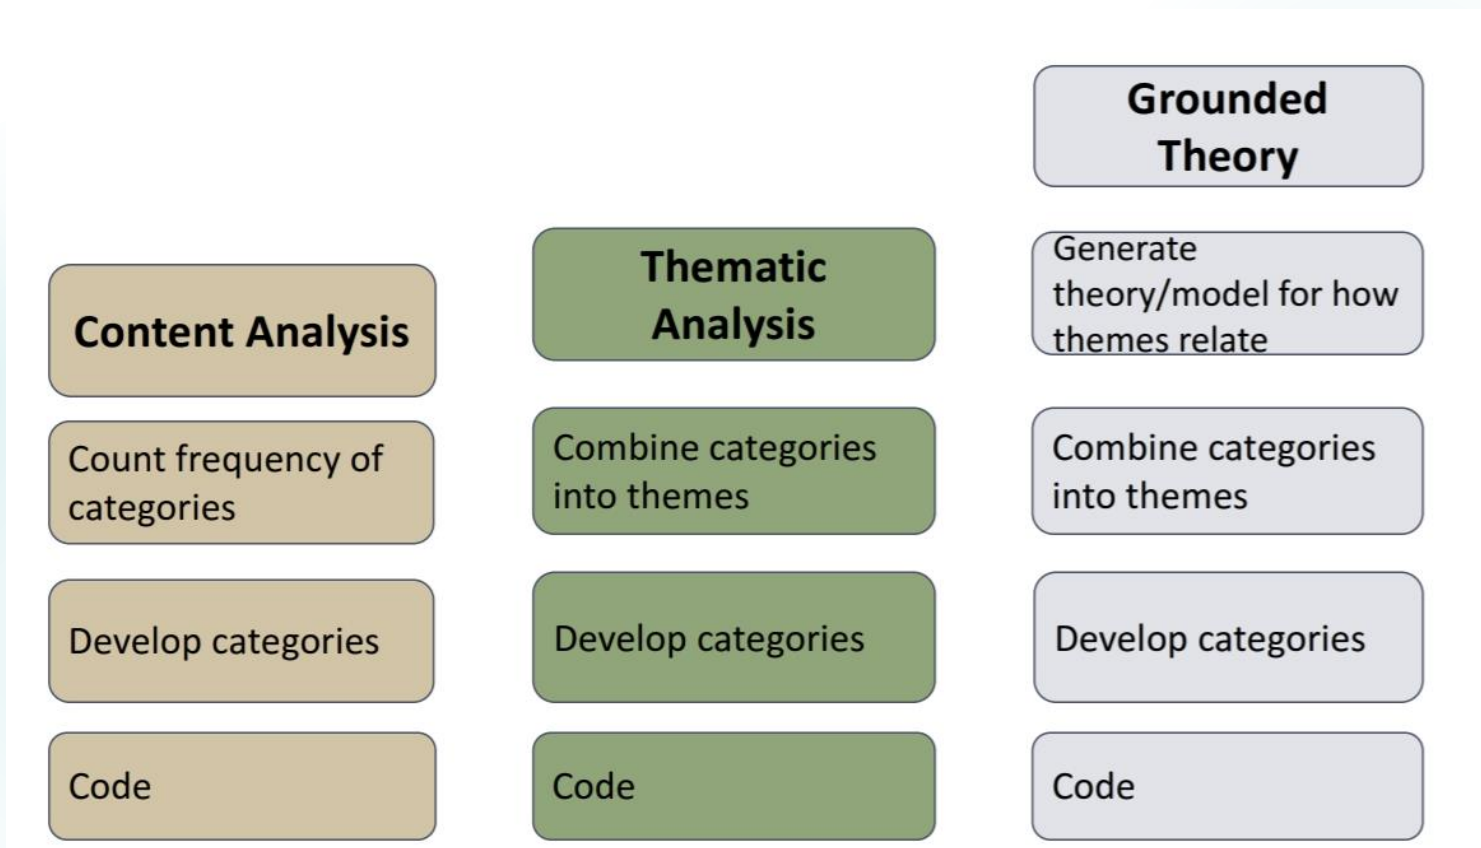 Content Analysis
Count frequency of
categories
Develop categories
Code
Thematic
Analysis
Combine categories
into themes
Develop categories
Code
Grounded
Theory
Generate
theory/model for how
themes relate
Combine categories
into themes
Develop categories
Code